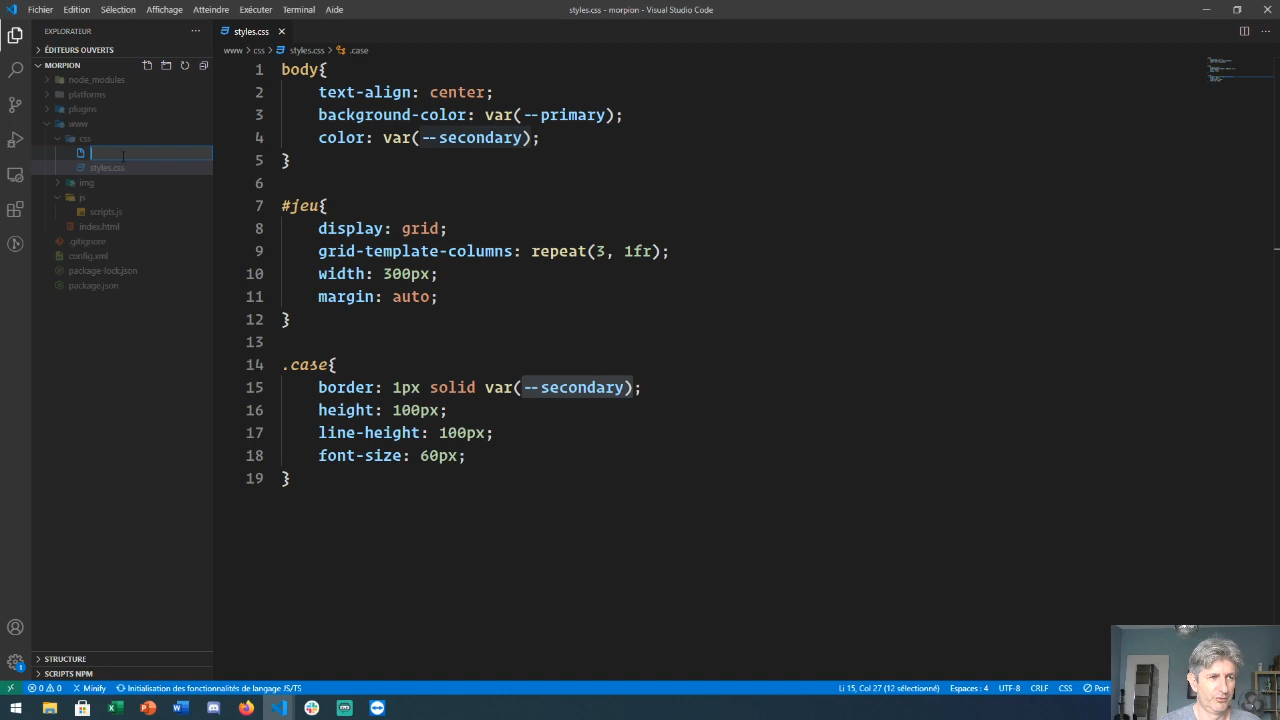 Fichier Edition Sélection Affichage Atteindre Exécuter Terminal Aide
styles.css - morpion - Visual Studio Code
EXPLORATEUR
ÉDITEURS OUVERTS
MORPION
node_modules
platforms
plugins
www
css
styles.css
img
js
scripts.js
index.html
.gitignore
config.xml
package-lock.json
package.json
STRUCTURE
SCRIPTS NPM
styles.css
www > css > styles.css > .case
1 body{
2 text-align: center;
3 background-color: var(--primary);
4 color: var(--secondary);
5 }
6
7 #jeu{
8 display: grid;
9 grid-template-columns: repeat(3, 1fr);
10 width: 300px;
11 margin: auto;
12 }
13
14 .case{
15 border: 1px solid var(--secondary);
16 height: 100px;
17 line-height: 100px;
18 font-size: 60px;
19 }
1
0 0 Minify Initialisation des fonctionnalités de langage JS/TS
Li 15, Col 27 (12 sélectionné) Espaces : 4 UTF-8 CRLF CSS Port